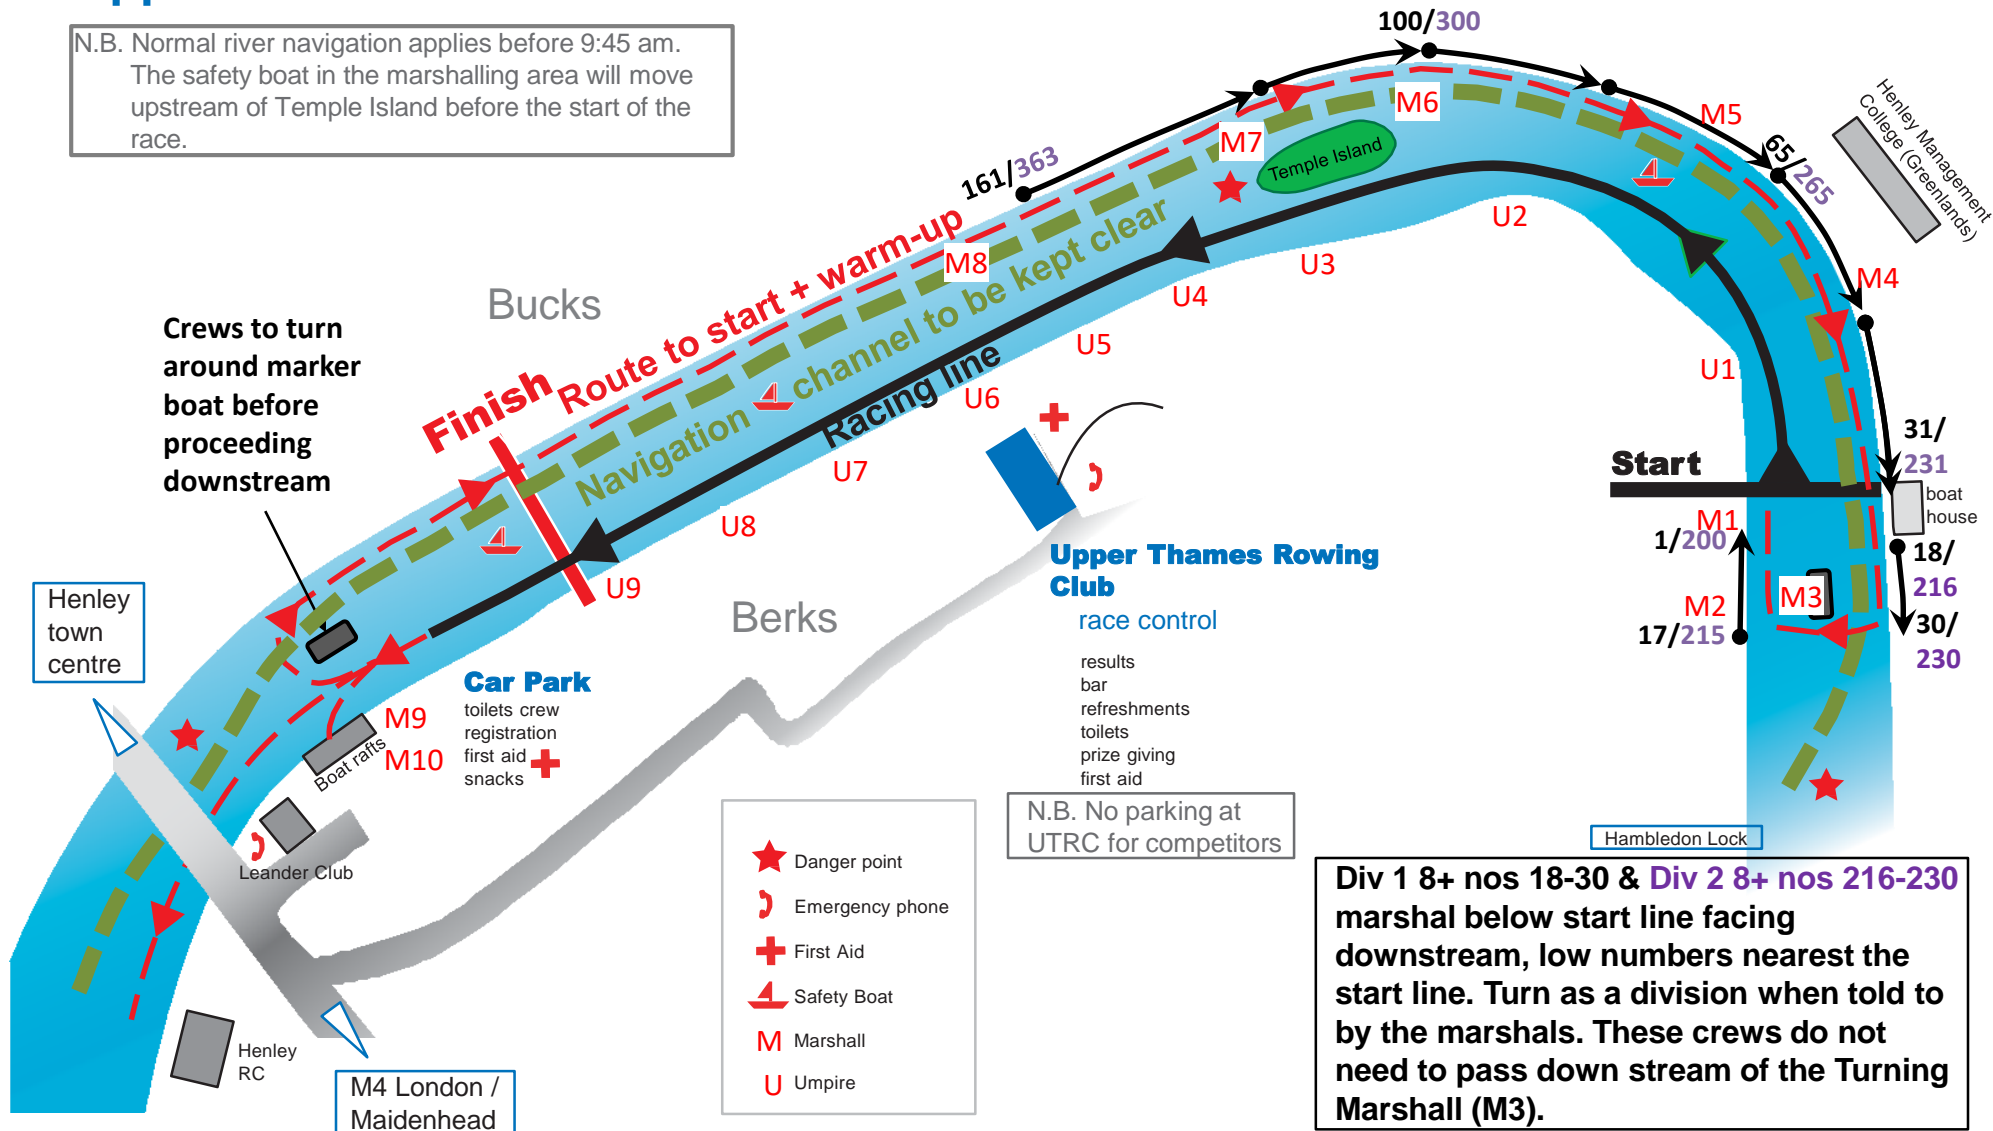 N.B. Normal river navigation applies before 9:45 am.
The safety boat in the marshalling area will move
upstream of Temple Island before the start of the
race.
100/300
M6
M5
M7
Temple Island
65/265
Henley Management
College (Greenlands)
161/363
U2
M8
U3
M4
U4
Bucks
Route to start + warm-up
Navigation channel to be kept clear
Racing line
U5
U6
U1
Crews to turn
around marker
boat before
proceeding
downstream
Finish
U7
U8
U9
31/
231
Start
boat
house
M1
1/200
18/
216
M2
M3
17/215
30/
230
Upper Thames Rowing
Club
race control
results
bar
refreshments
toilets
prize giving
first aid
N.B. No parking at
UTRC for competitors
Berks
Henley
town
centre
Car Park
toilets crew
registration
first aid
snacks
M9
M10
Boat rafts
Leander Club
Henley
RC
M4 London /
Maidenhead
Danger point
Emergency phone
First Aid
Safety Boat
M Marshall
U Umpire
Hambledon Lock
Div 1 8+ nos 18-30 & Div 2 8+ nos 216-230
marshal below start line facing
downstream, low numbers nearest the
start line. Turn as a division when told to
by the marshals. These crews do not
need to pass down stream of the Turning
Marshall (M3).